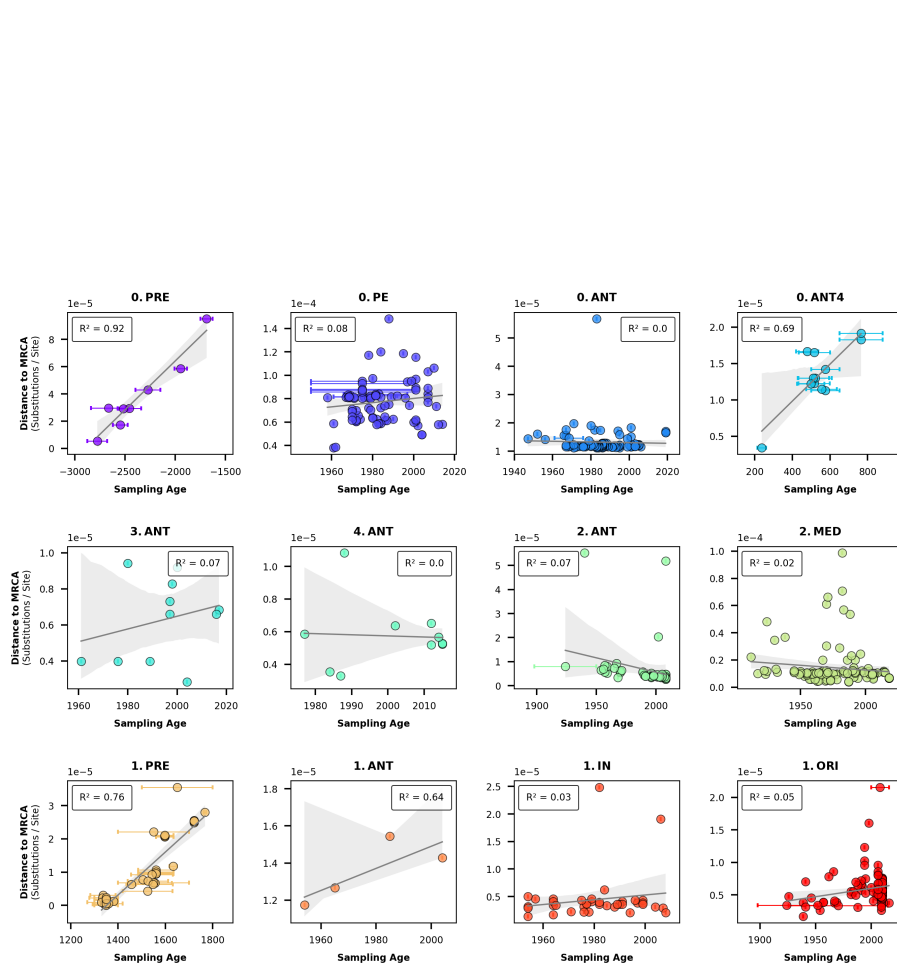 0. PRE
0. PE
0. ANT
0. ANT4
1e−5
1e−4
1e−5
1e−5
R² = 0.92
R² = 0.08
R² = 0.0
R² = 0.69
Distance to MRCA
(Substitutions / Site)
8
6
4
2
0
1.4
1.2
1.0
0.8
0.6
0.4
5
4
3
2
1
2.0
1.5
1.0
0.5
−3000 −2500 −2000 −1500
1960 1980 2000 2020
1940 1960 1980 2000 2020
200 400 600 800
Sampling Age
Sampling Age
Sampling Age
Sampling Age
3. ANT
4. ANT
2. ANT
2. MED
1e−5
1e−5
1e−5
1e−4
R² = 0.07
R² = 0.0
R² = 0.07
R² = 0.02
Distance to MRCA
(Substitutions / Site)
1.0
0.8
0.6
0.4
1.0
0.8
0.6
0.4
5
4
3
2
1
0
1.0
0.8
0.6
0.4
0.2
0.0
1960 1970 1980 1990 2000 2010 2020
1980 1990 2000 2010
1900 1950 2000
1950 2000
Sampling Age
Sampling Age
Sampling Age
Sampling Age
1. PRE
1. ANT
1. IN
1. ORI
1e−5
1e−5
1e−5
1e−5
R² = 0.76
R² = 0.64
R² = 0.03
R² = 0.05
Distance to MRCA
(Substitutions / Site)
3
2
1
0
1.8
1.6
1.4
1.2
2.5
2.0
1.5
1.0
0.5
2.0
1.5
1.0
0.5
1200 1400 1600 1800
1960 1980 2000
1960 1980 2000
1900 1950 2000
Sampling Age
Sampling Age
Sampling Age
Sampling Age